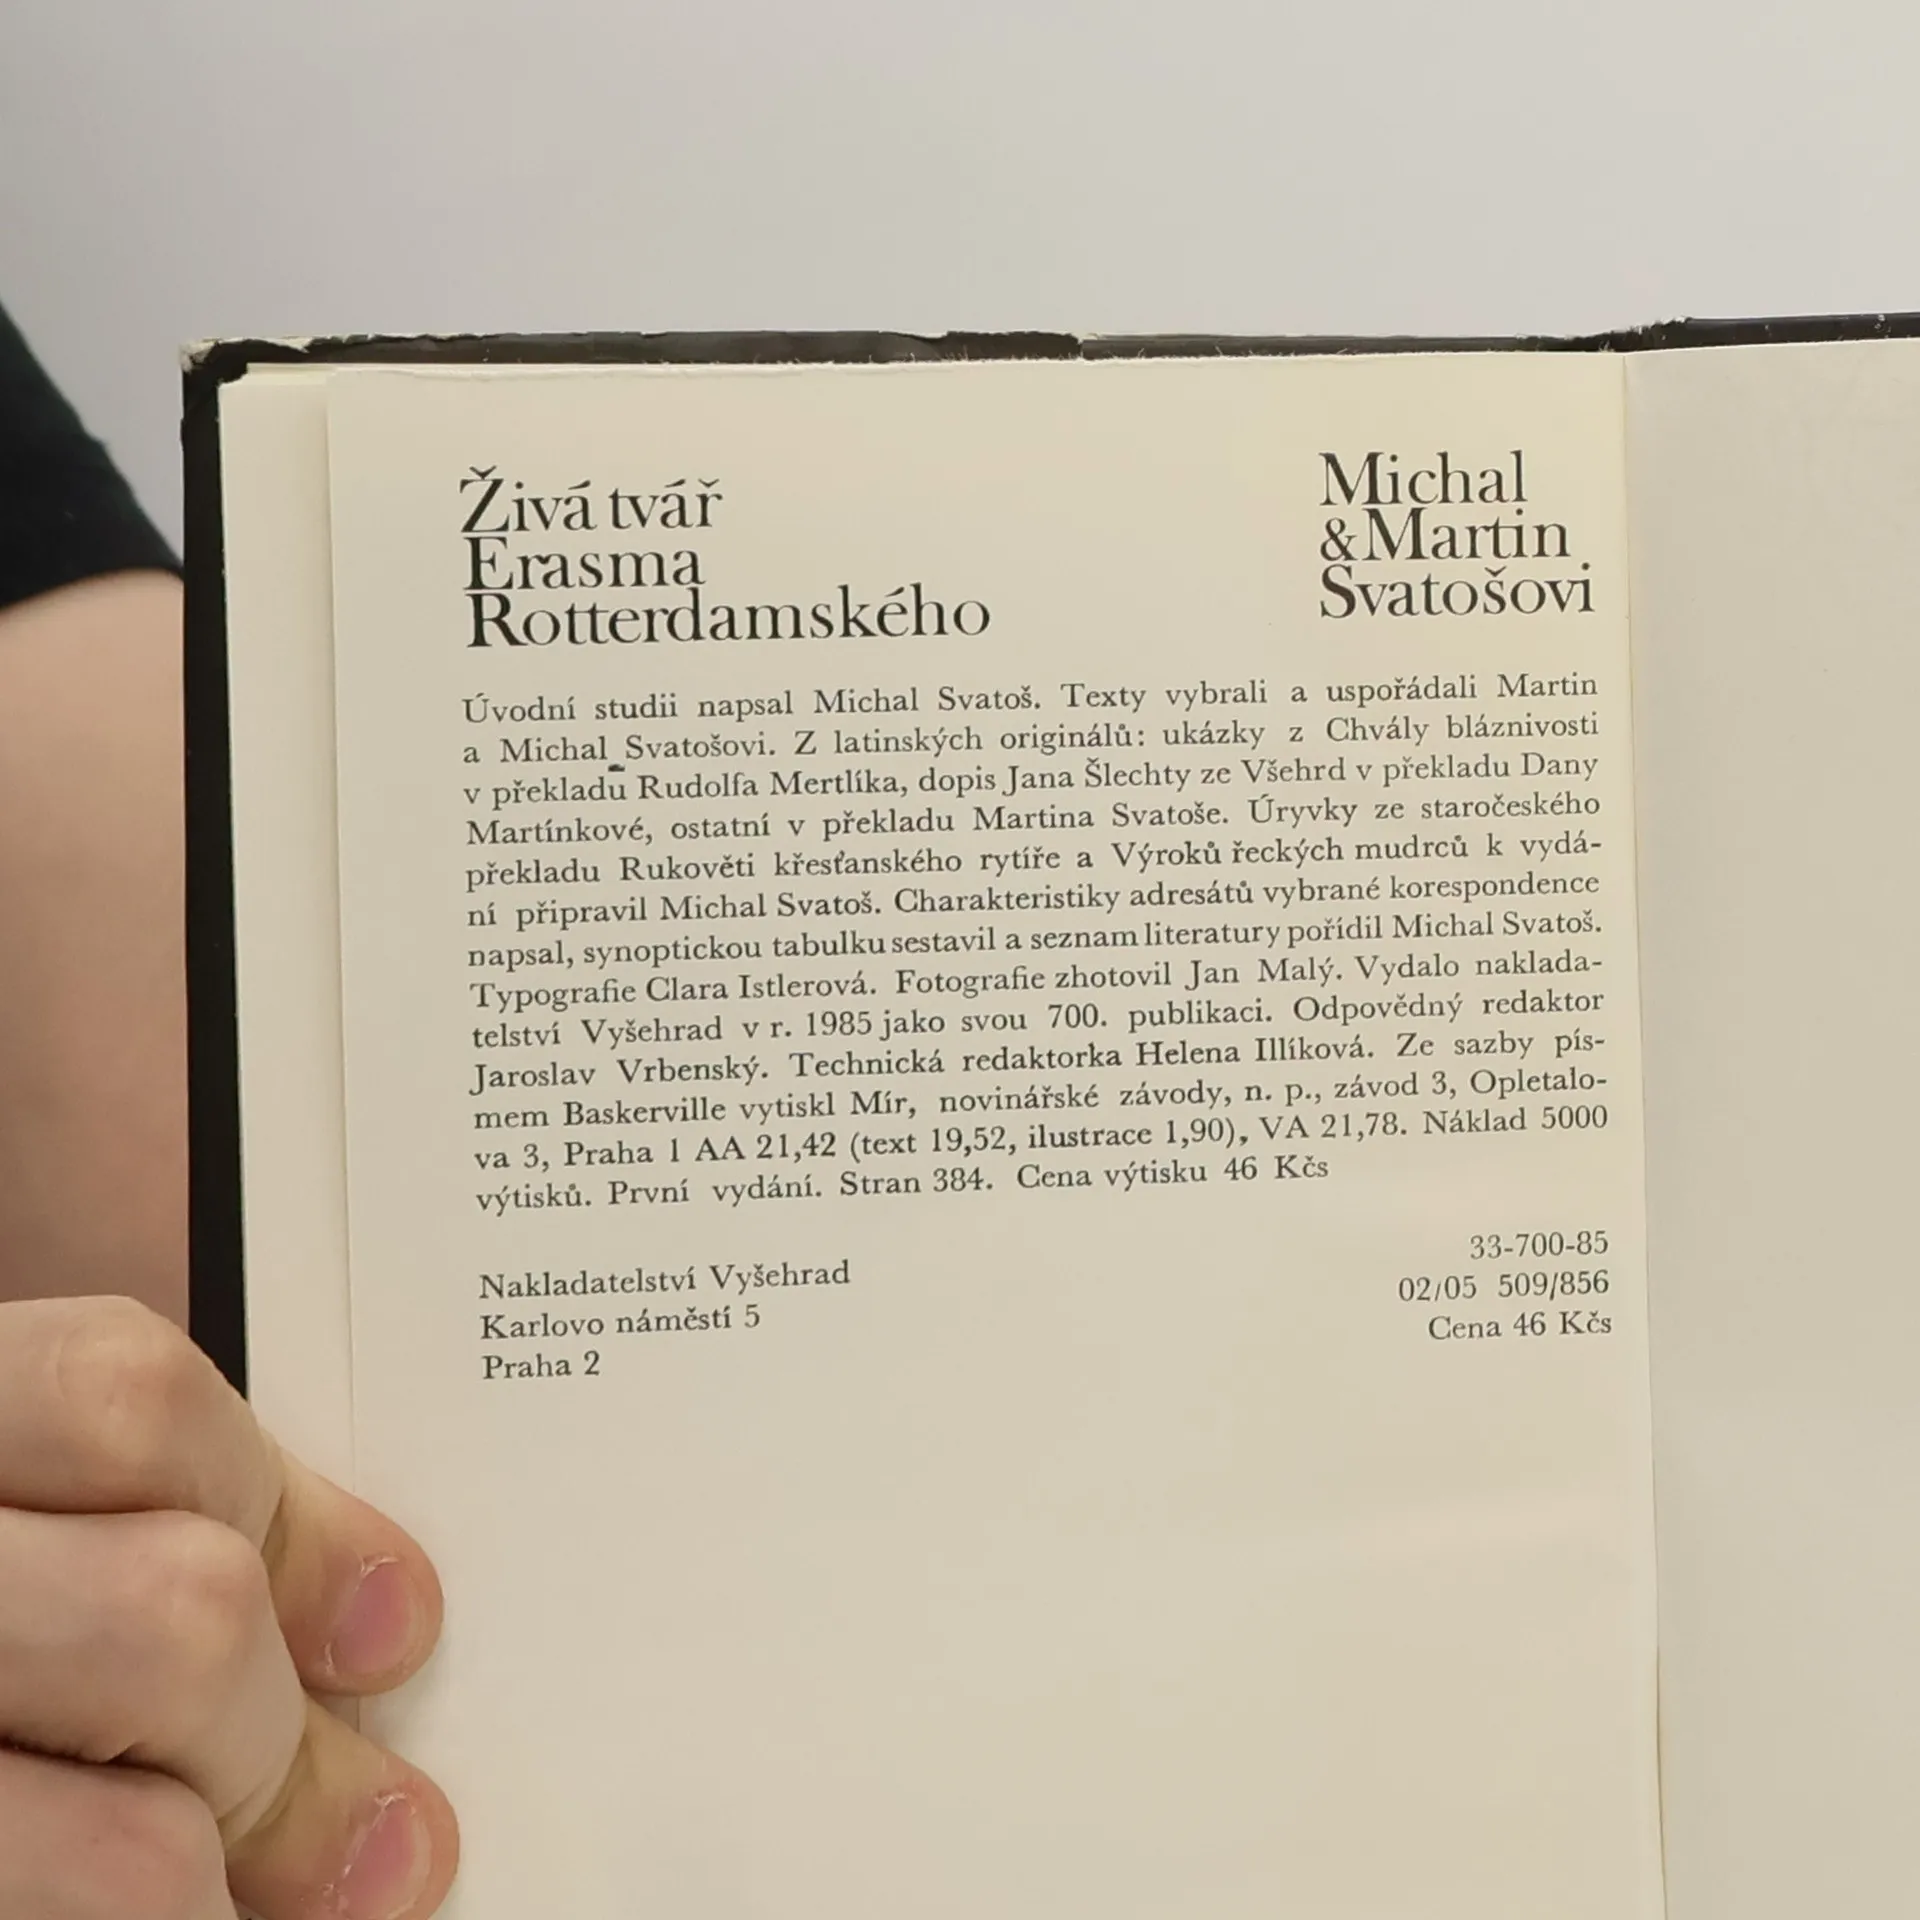 Živá tvář
Erasma
Rotterdamského
Michal
& Martin
Svatošovi
Úvodní studii napsal Michal Svatoš. Texty vybrali a uspořádali Martin
a Michal Svatošovi. Z latinských originálů: ukázky z Chvály bláznivosti
v překladu Rudolfa Mertlíka, dopis Jana Šlechty ze Všehrd v překladu Dany
Martínkové, ostatní v překladu Martina Svatoše. Úryvky ze staročeského
překladu Rukověti křesťanského rytíře a Výroků řeckých mudrců k vydá-
ní připravil Michal Svatoš. Charakteristiky adresátů vybrané korespondence
napsal, synoptickou tabulku sestavil a seznam literatury pořídil Michal Svatoš.
Typografie Clara Istlerová. Fotografie zhotovil Jan Malý. Vydalo naklada-
telství Vyšehrad v r. 1985 jako svou 700. publikaci. Odpovědný redaktor
Jaroslav Vrbenský. Technická redaktorka Helena Illíková. Ze sazby pís-
mem Baskerville vytiskl Mír, novinářské závody, n. p., závod 3, Opletalo-
va 3, Praha 1 AA 21,42 (text 19,52, ilustrace 1,90), VA 21,78. Náklad 5000
výtisků. První vydání. Stran 384. Cena výtisku 46 Kčs
Nakladatelství Vyšehrad
Karlovo náměstí 5
Praha 2
33-700-85
02/05 509/856
Cena 46 Kčs